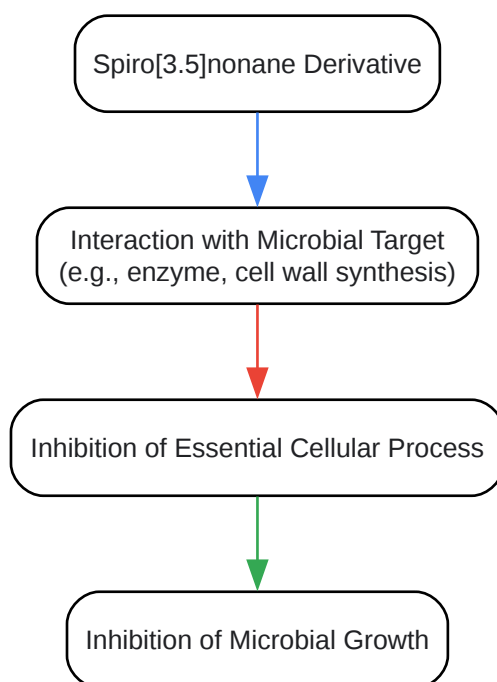 Spiro[3.5]nonane Derivative
Interaction with Microbial Target
(e.g., enzyme, cell wall synthesis)
Inhibition of Essential Cellular Process
Inhibition of Microbial Growth